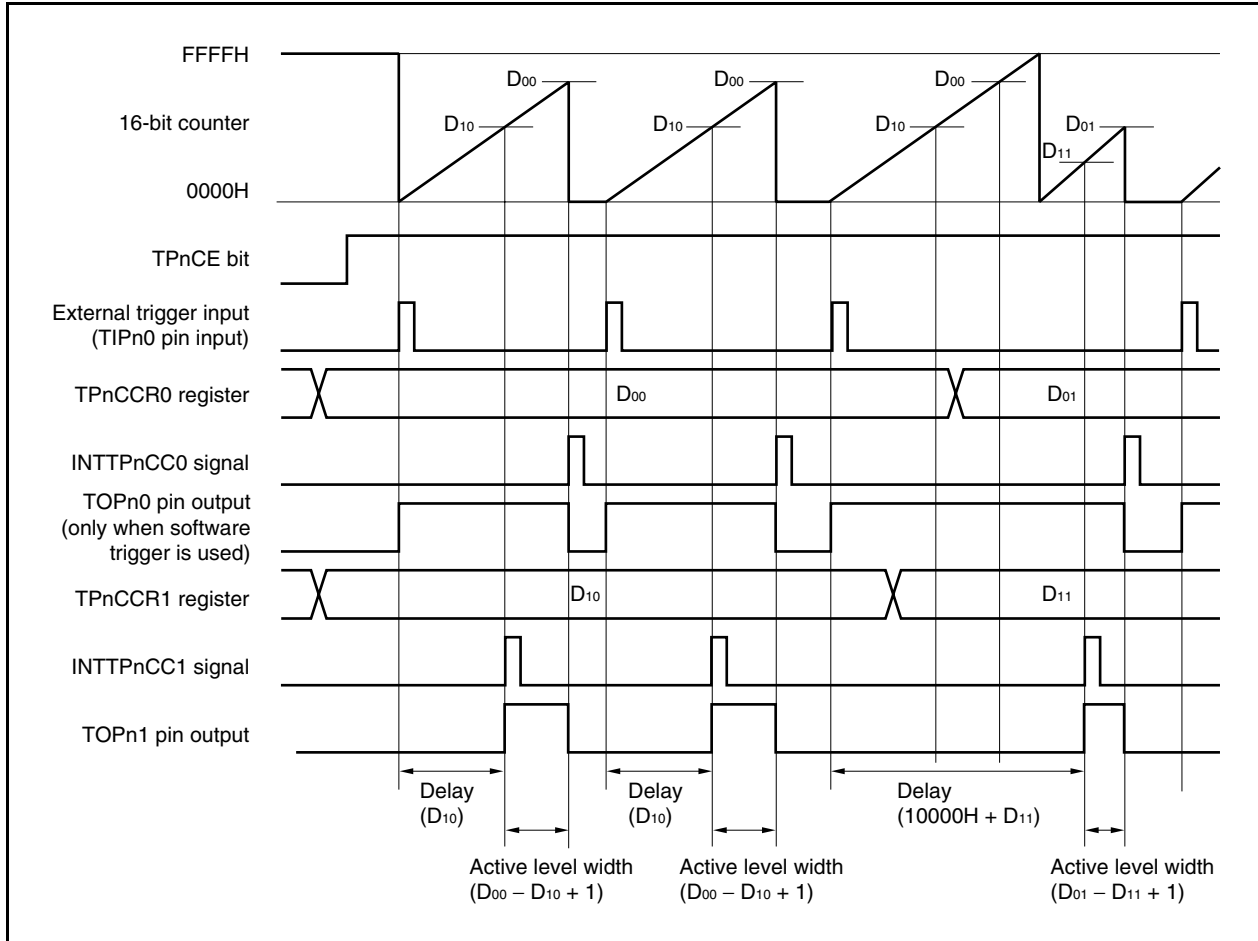 FFFFH
16-bit counter
0000H
D00
D10
D00
D10
D00
D10
D01
D11
TPnCE bit
External trigger input
(TIPn0 pin input)
TPnCCR0 register
D00
D01
INTTPnCC0 signal
TOPn0 pin output
(only when software
trigger is used)
TPnCCR1 register
D10
D11
INTTPnCC1 signal
TOPn1 pin output
Delay
(D10)
Delay
(D10)
Delay
(10000H + D11)
Active level width
(D00 − D10 + 1)
Active level width
(D00 − D10 + 1)
Active level width
(D01 − D11 + 1)